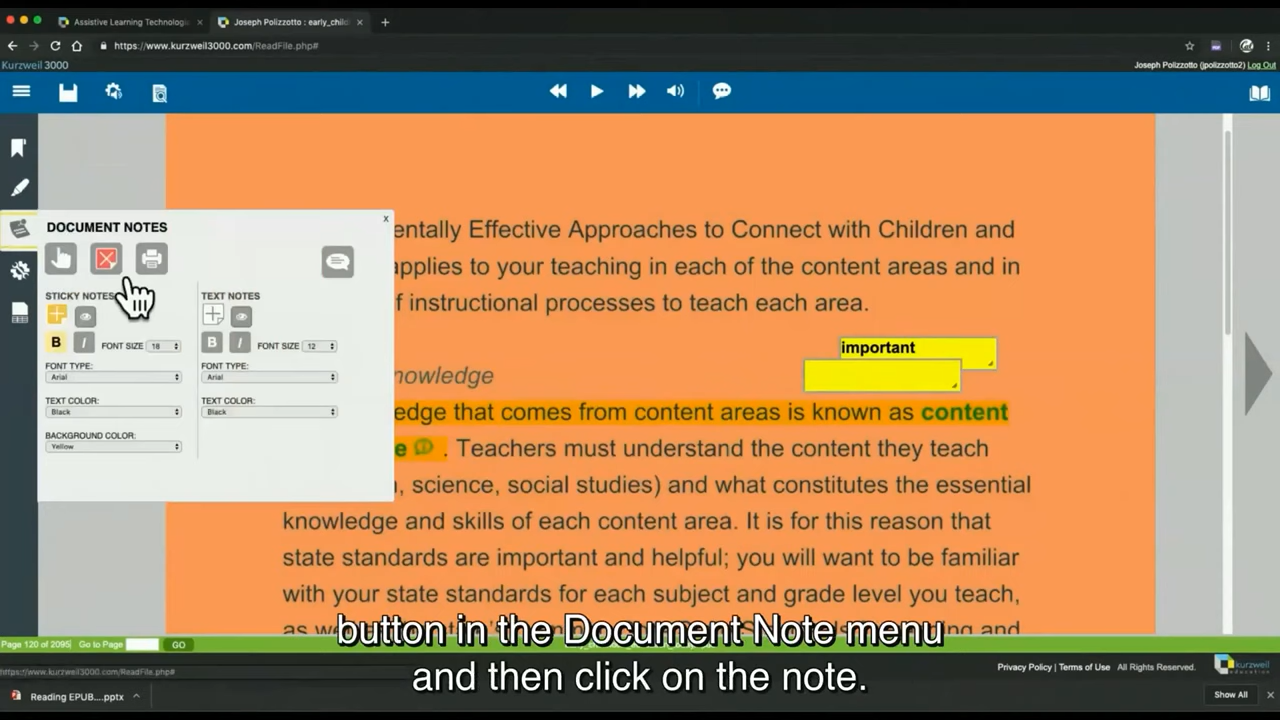 Assistive Learning Technologie
Joseph Polizzotto : early_child
https://www.kurzweil3000.com/ReadFile.php#
Kurzweil 3000
Joseph Polizzotto (jpolizzotto2) Log Out
DOCUMENT NOTES
x
STICKY NOTES
TEXT NOTES
B I FONT SIZE 18
B I FONT SIZE 12
FONT TYPE:
Arial
FONT TYPE:
Arial
TEXT COLOR:
Black
TEXT COLOR:
Black
BACKGROUND COLOR:
Yellow
entally Effective Approaches to Connect with Children and
applies to your teaching in each of the content areas and in
f instructional processes to teach each area.
important
nowledge
edge that comes from content areas is known as content
e . Teachers must understand the content they teach
, science, social studies) and what constitutes the essential
knowledge and skills of each content area. It is for this reason that
state standards are important and helpful; you will want to be familiar
with your state standards for each subject and grade level you teach,
as we
button in the Document Note menu
and then click on the note.
Page 120 of 2095 Go to Page GO
https://www.kurzweil3000.com/ReadFile.php#
Privacy Policy | Terms of Use All Rights Reserved.
kurzweil
education
Reading EPUB....pptx
Show All